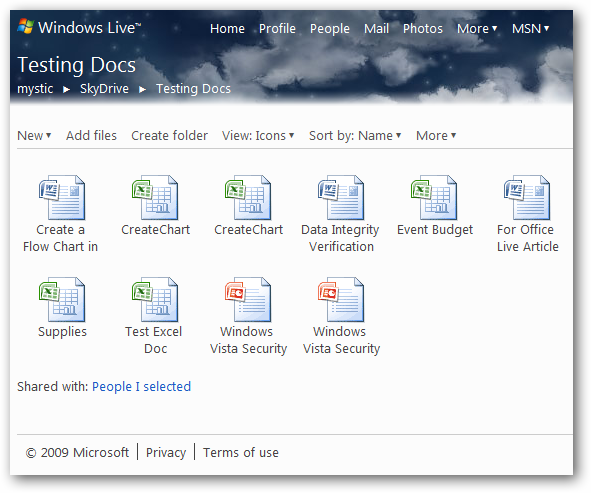 Windows Live™ Home Profile People Mail Photos More MSN
Testing Docs
mystic SkyDrive Testing Docs
New Add files Create folder View: Icons Sort by: Name More
Create a
Flow Chart in
CreateChart
CreateChart
Data Integrity
Verification
Event Budget
For Office
Live Article
Supplies
Test Excel
Doc
Windows
Vista Security
Windows
Vista Security
Shared with: People I selected
© 2009 Microsoft Privacy Terms of use